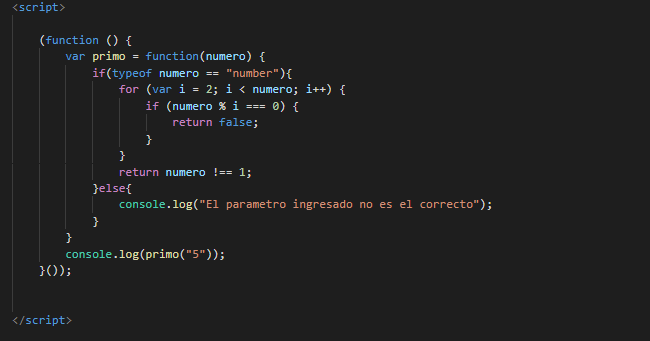 <script>
(function () {
var primo = function(numero) {
if(typeof numero == "number"){
for (var i = 2; i < numero; i++) {
if (numero % i === 0) {
return false;
}
}
return numero !== 1;
}else{
console.log("El parametro ingresado no es el correcto");
}
}
console.log(primo("5"));
}());
</script>